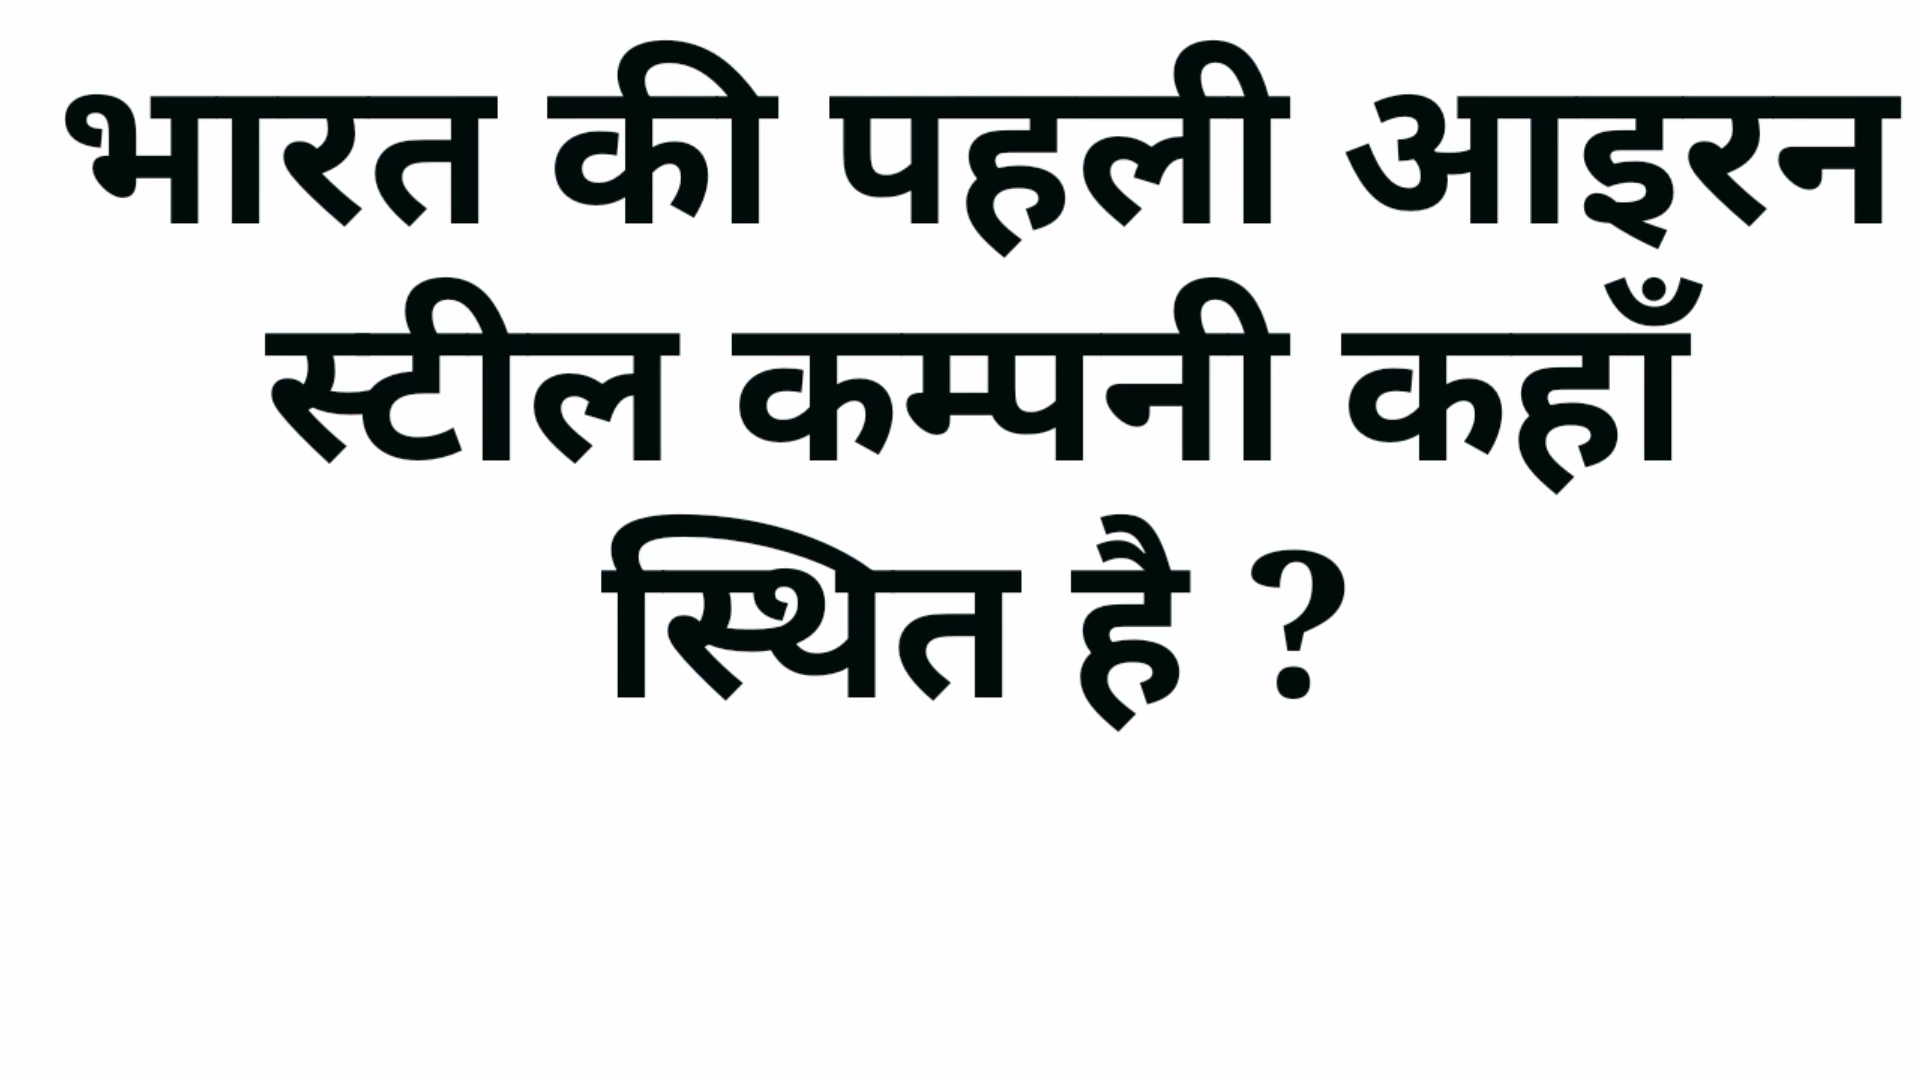 भारत की पहली आइरन
स्टील कम्पनी कहाँ
स्थित है ?